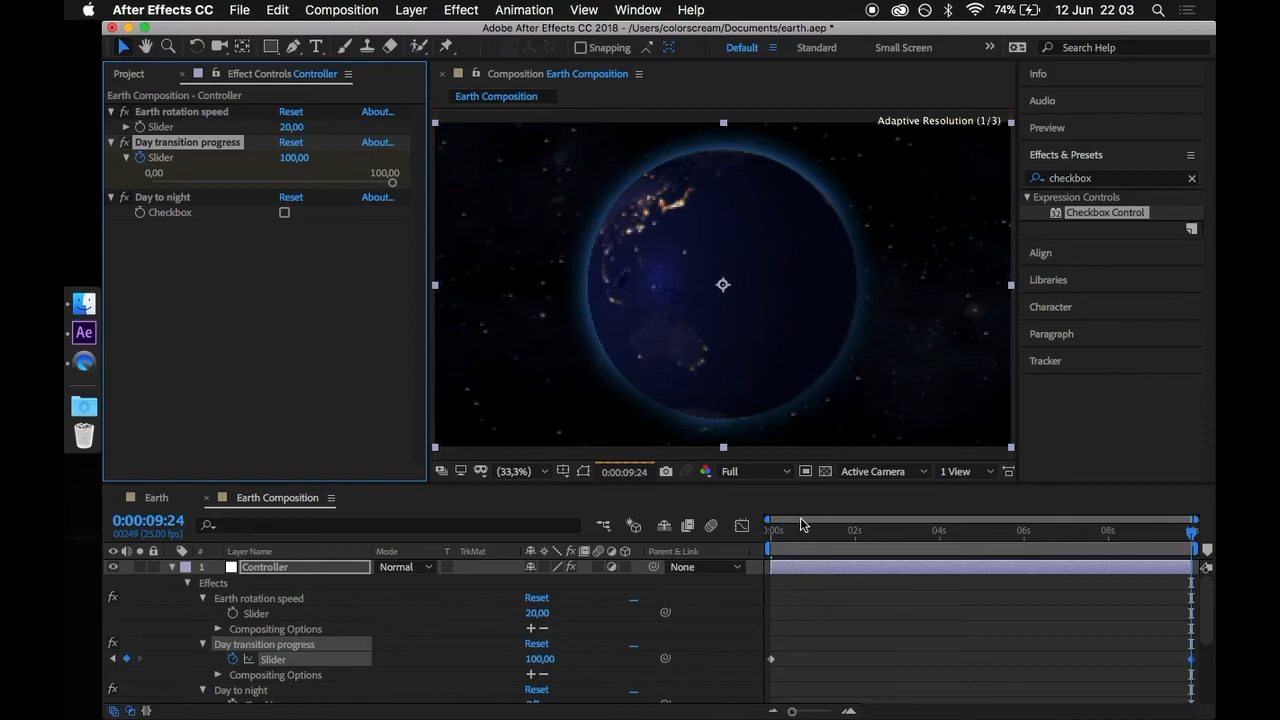 After Effects CC File Edit Composition Layer Effect Animation View Window Help 74% 12 Jun 22 03
Adobe After Effects CC 2018 - /Users/colorscream/Documents/earth.aep *
Snapping Default Standard Small Screen Search Help
Project Effect Controls Controller Composition Earth Composition Info
Earth Composition • Controller Earth Composition Audio
Earth rotation speed Reset About...
Slider 20,00
Adaptive Resolution (1/3) Preview
Day transition progress Reset About...
Slider 100,00
0,00 100,00
Day to night Reset About...
Checkbox
Effects & Presets
checkbox
Expression Controls
Checkbox Control
Align
Libraries
Character
Paragraph
Tracker
Ae
(33,3%) 0:00:09:24 Full Active Camera 1 View
Earth Earth Composition
0:00:09:24
00249 (25.00 fps)
:00s 02s 04s 06s 08s
# Layer Name Mode T TrkMat Parent & Link
1 Controller Normal None
Effects
Earth rotation speed Reset
Slider 20,00
Compositing Options +−
Day transition progress Reset
Slider 100,00
Compositing Options +−
Day to night Reset